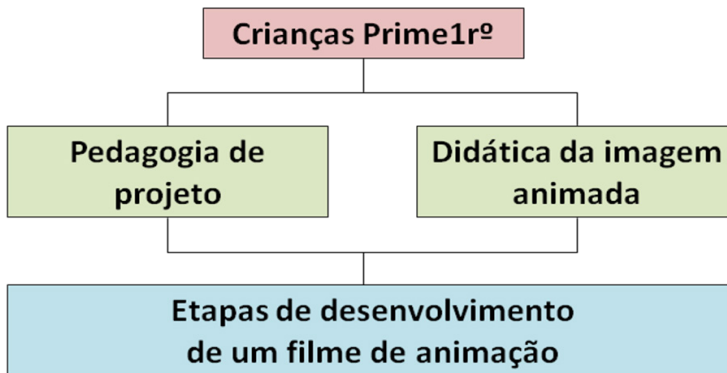 Crianças Prime1rº
Pedagogia de
projeto
Didática da imagem
animada
Etapas de desenvolvimento
de um filme de animação